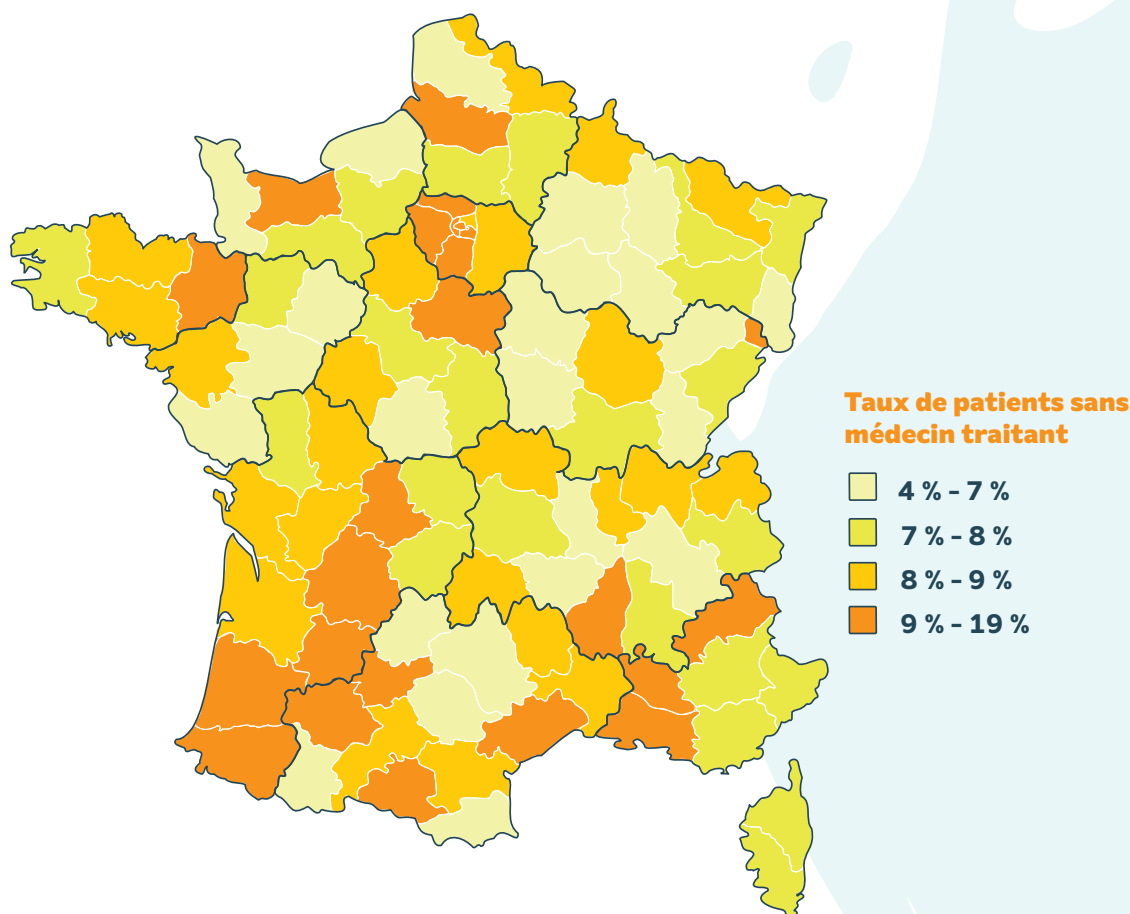 Taux de patients sans
médecin traitant
4 % - 7 %
7 % - 8 %
8 % - 9 %
9 % - 19 %